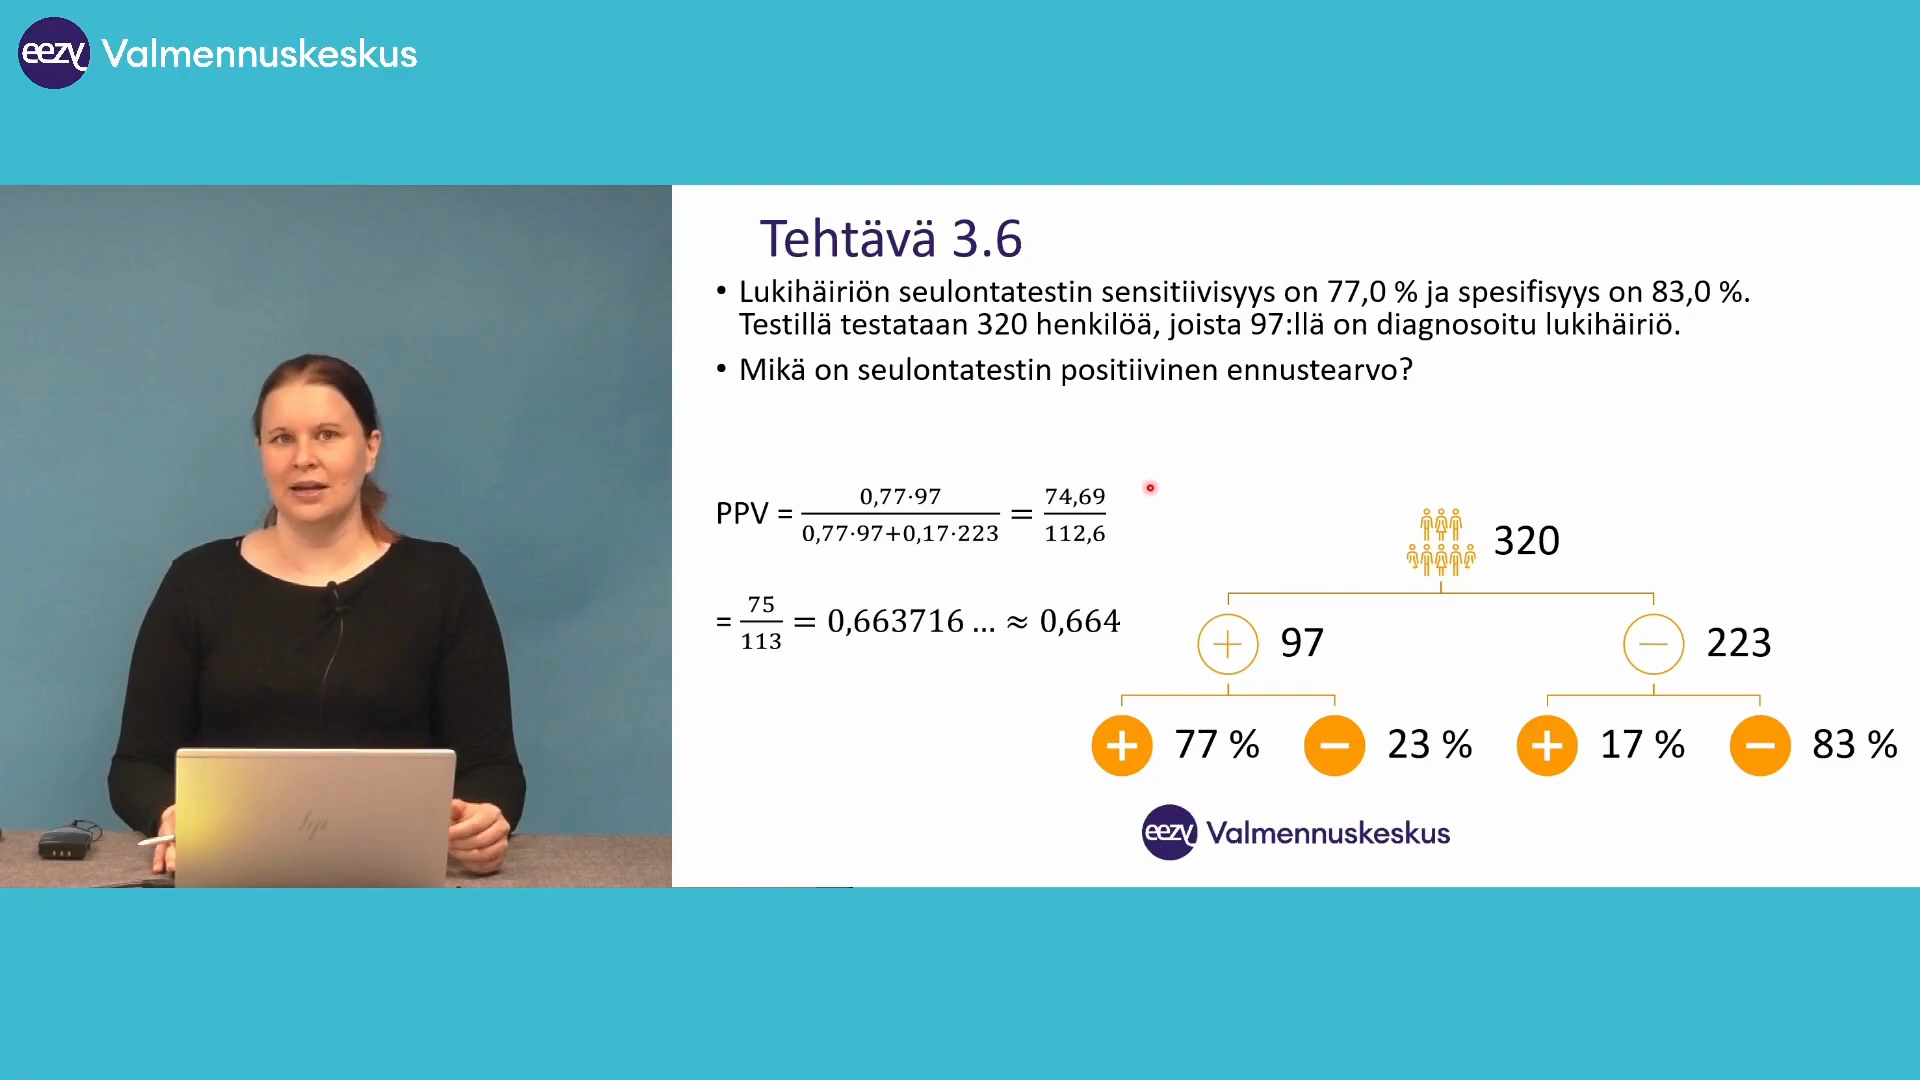 eezy Valmennuskeskus
Tehtävä 3.6
• Lukihäiriön seulontatestin sensitiivisyys on 77,0 % ja spesifisyys on 83,0 %.
Testillä testataan 320 henkilöä, joista 97:llä on diagnosoitu lukihäiriö.
• Mikä on seulontatestin positiivinen ennustearvo?
PPV = 0,77·97 / 0,77·97+0,17·223 = 74,69 / 112,6
= 75 / 113 = 0,663716 … ≈ 0,664
320
+ 97
− 223
+ 77 %
− 23 %
+ 17 %
− 83 %
eezy Valmennuskeskus
hp